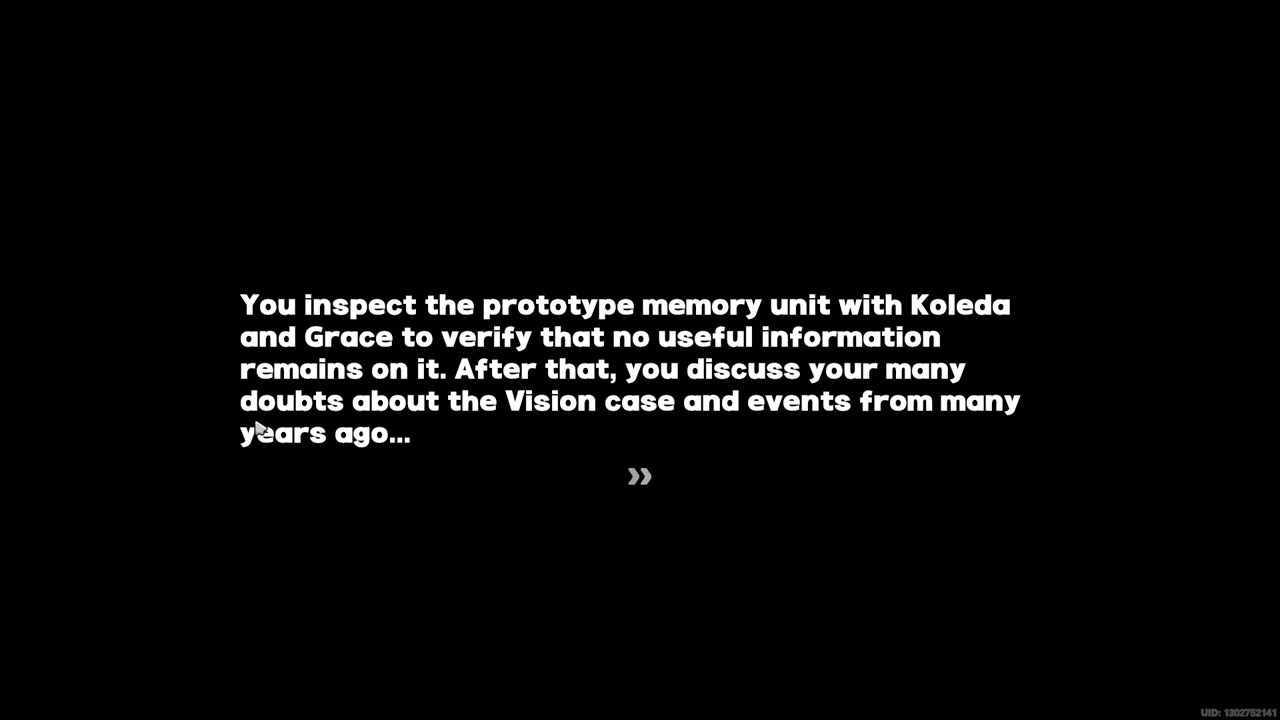 You inspect the prototype memory unit with Koleda
and Grace to verify that no useful information
remains on it. After that, you discuss your many
doubts about the Vision case and events from many
years ago...
UID: 1302752141